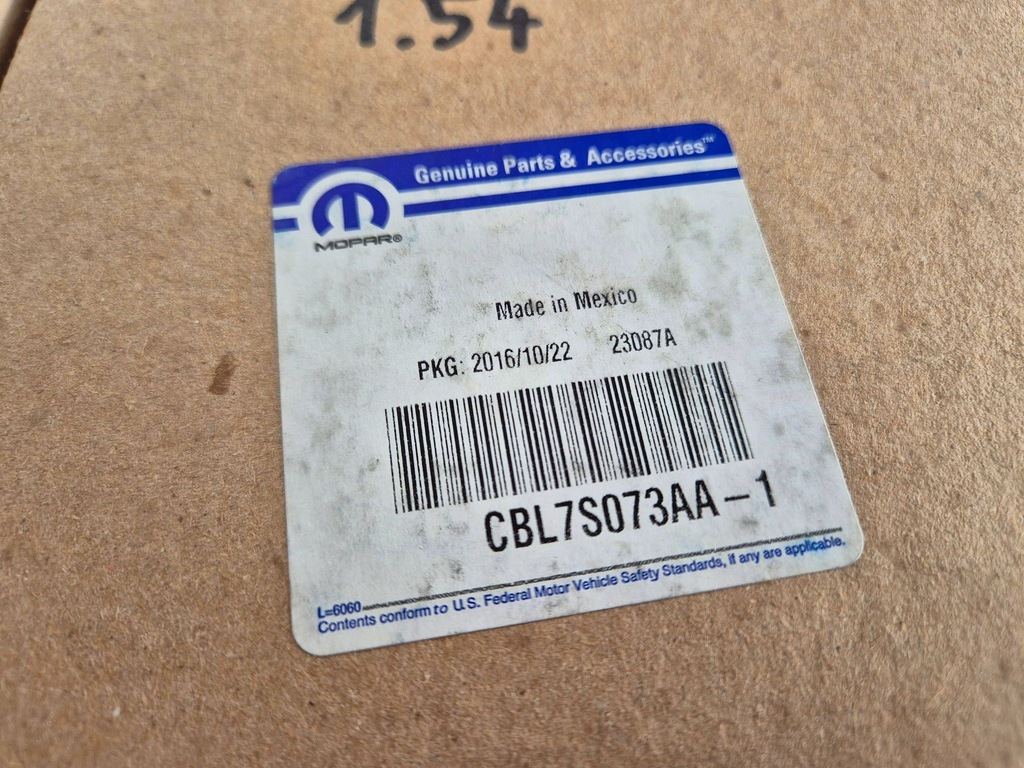 1.54
Genuine Parts & Accessories™
MOPAR®
Made in Mexico
PKG: 2016/10/22 23087A
CBL7S073AA-1
L=6060
Contents conform to U.S. Federal Motor Vehicle Safety Standards, if any are applicable.